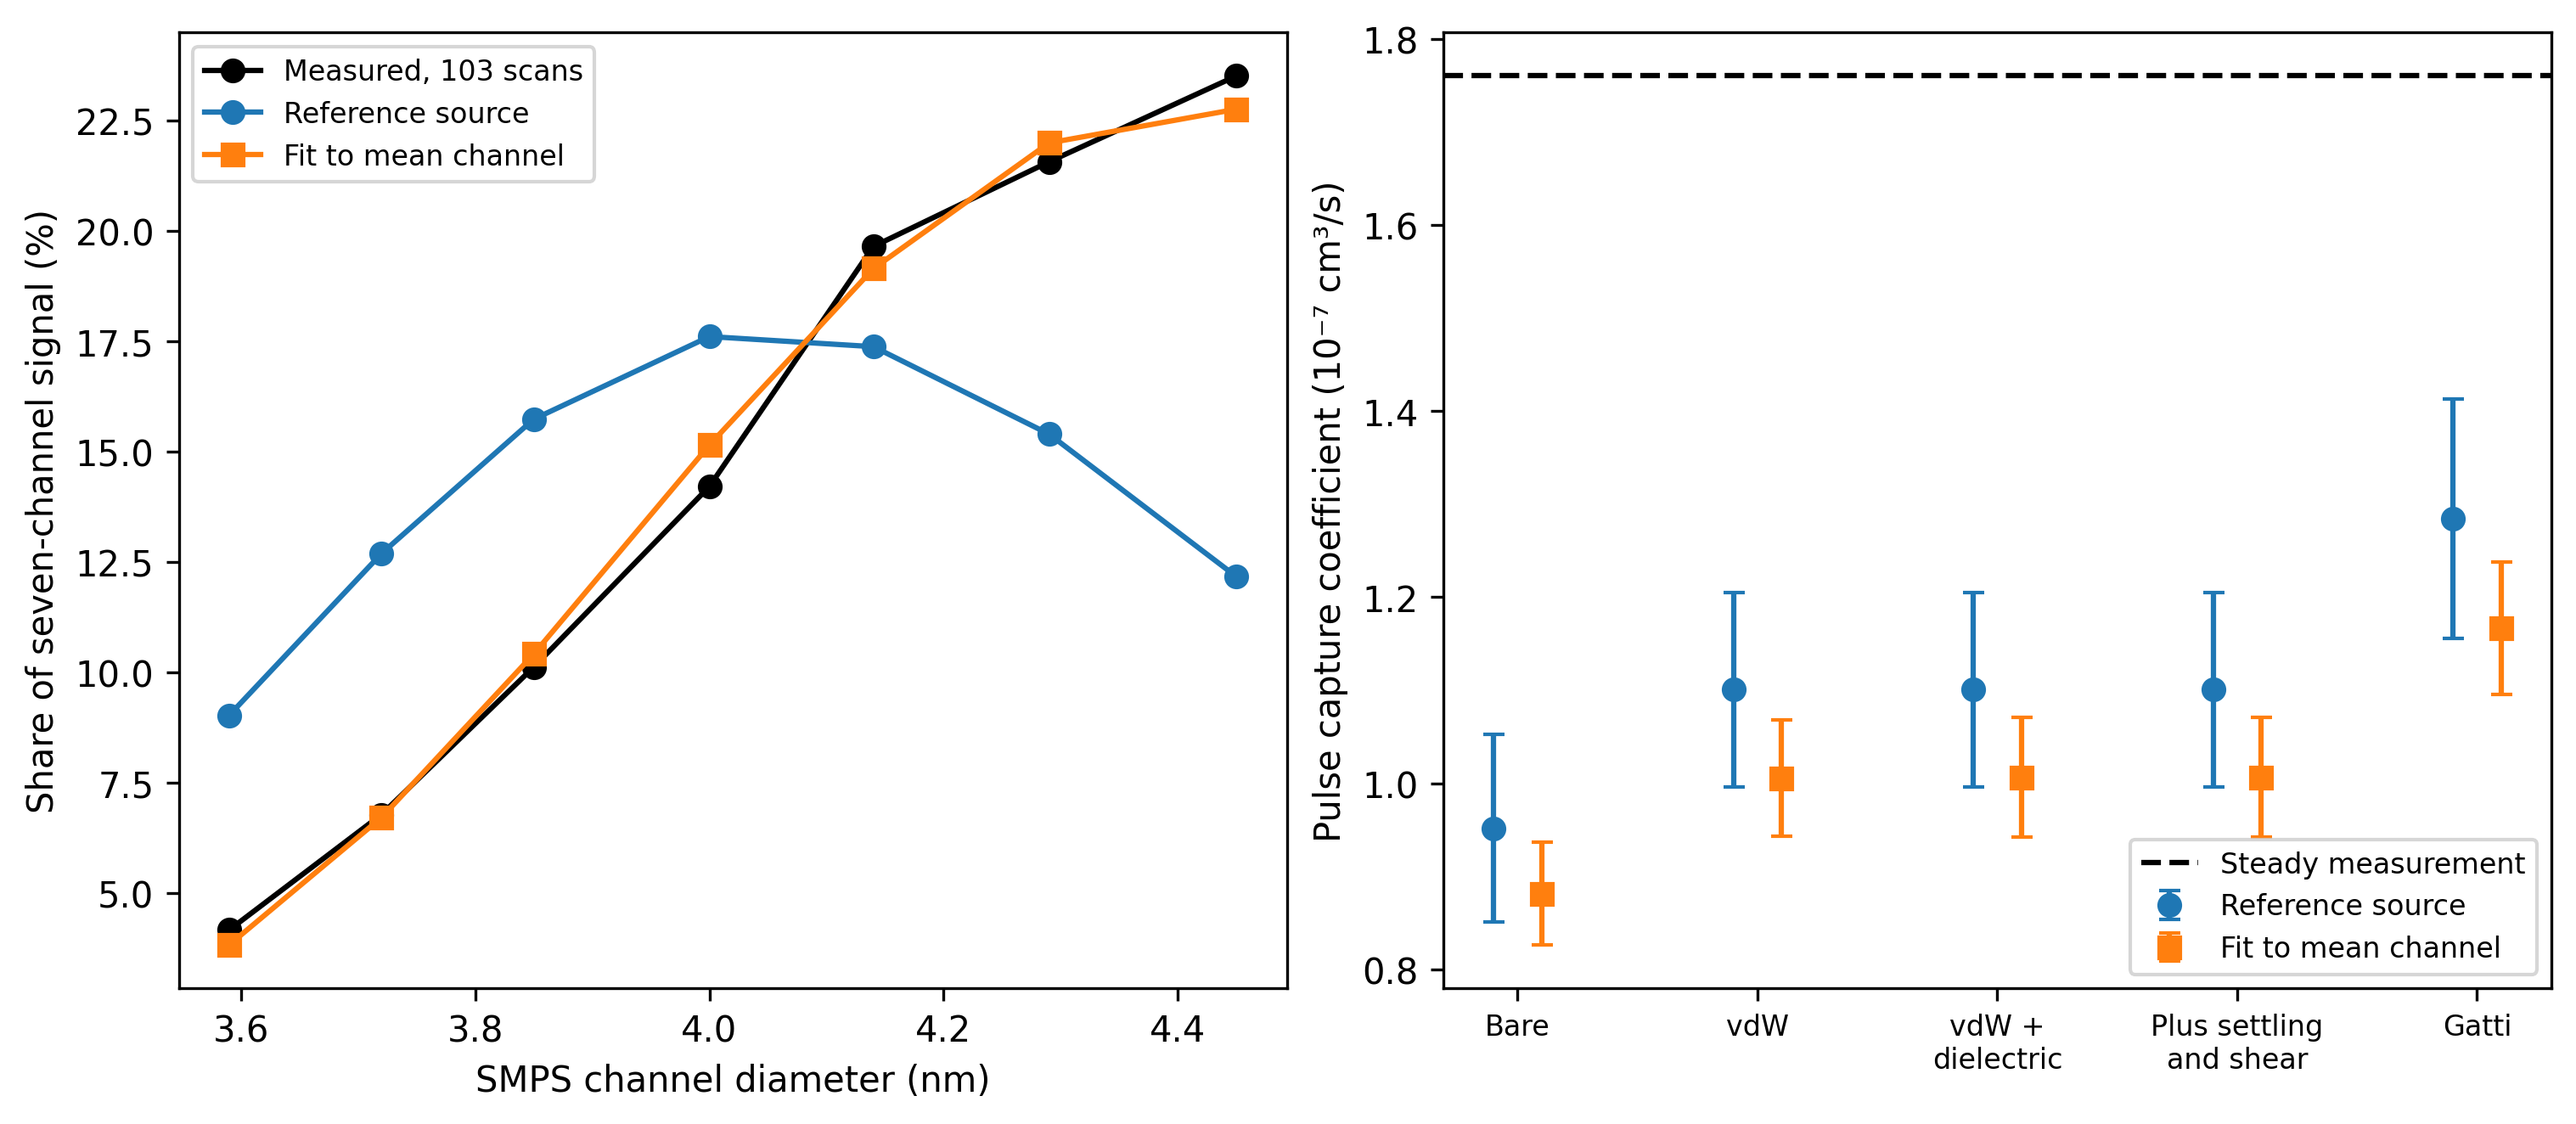 Measured, 103 scans
Reference source
Fit to mean channel
Share of seven-channel signal (%)
22.5
20.0
17.5
15.0
12.5
10.0
7.5
5.0
3.6 3.8 4.0 4.2 4.4
SMPS channel diameter (nm)
Pulse capture coefficient (10⁻⁷ cm³/s)
1.8
1.6
1.4
1.2
1.0
0.8
Steady measurement
Reference source
Fit to mean channel
Bare vdW vdW + Plus settling Gatti
dielectric and shear